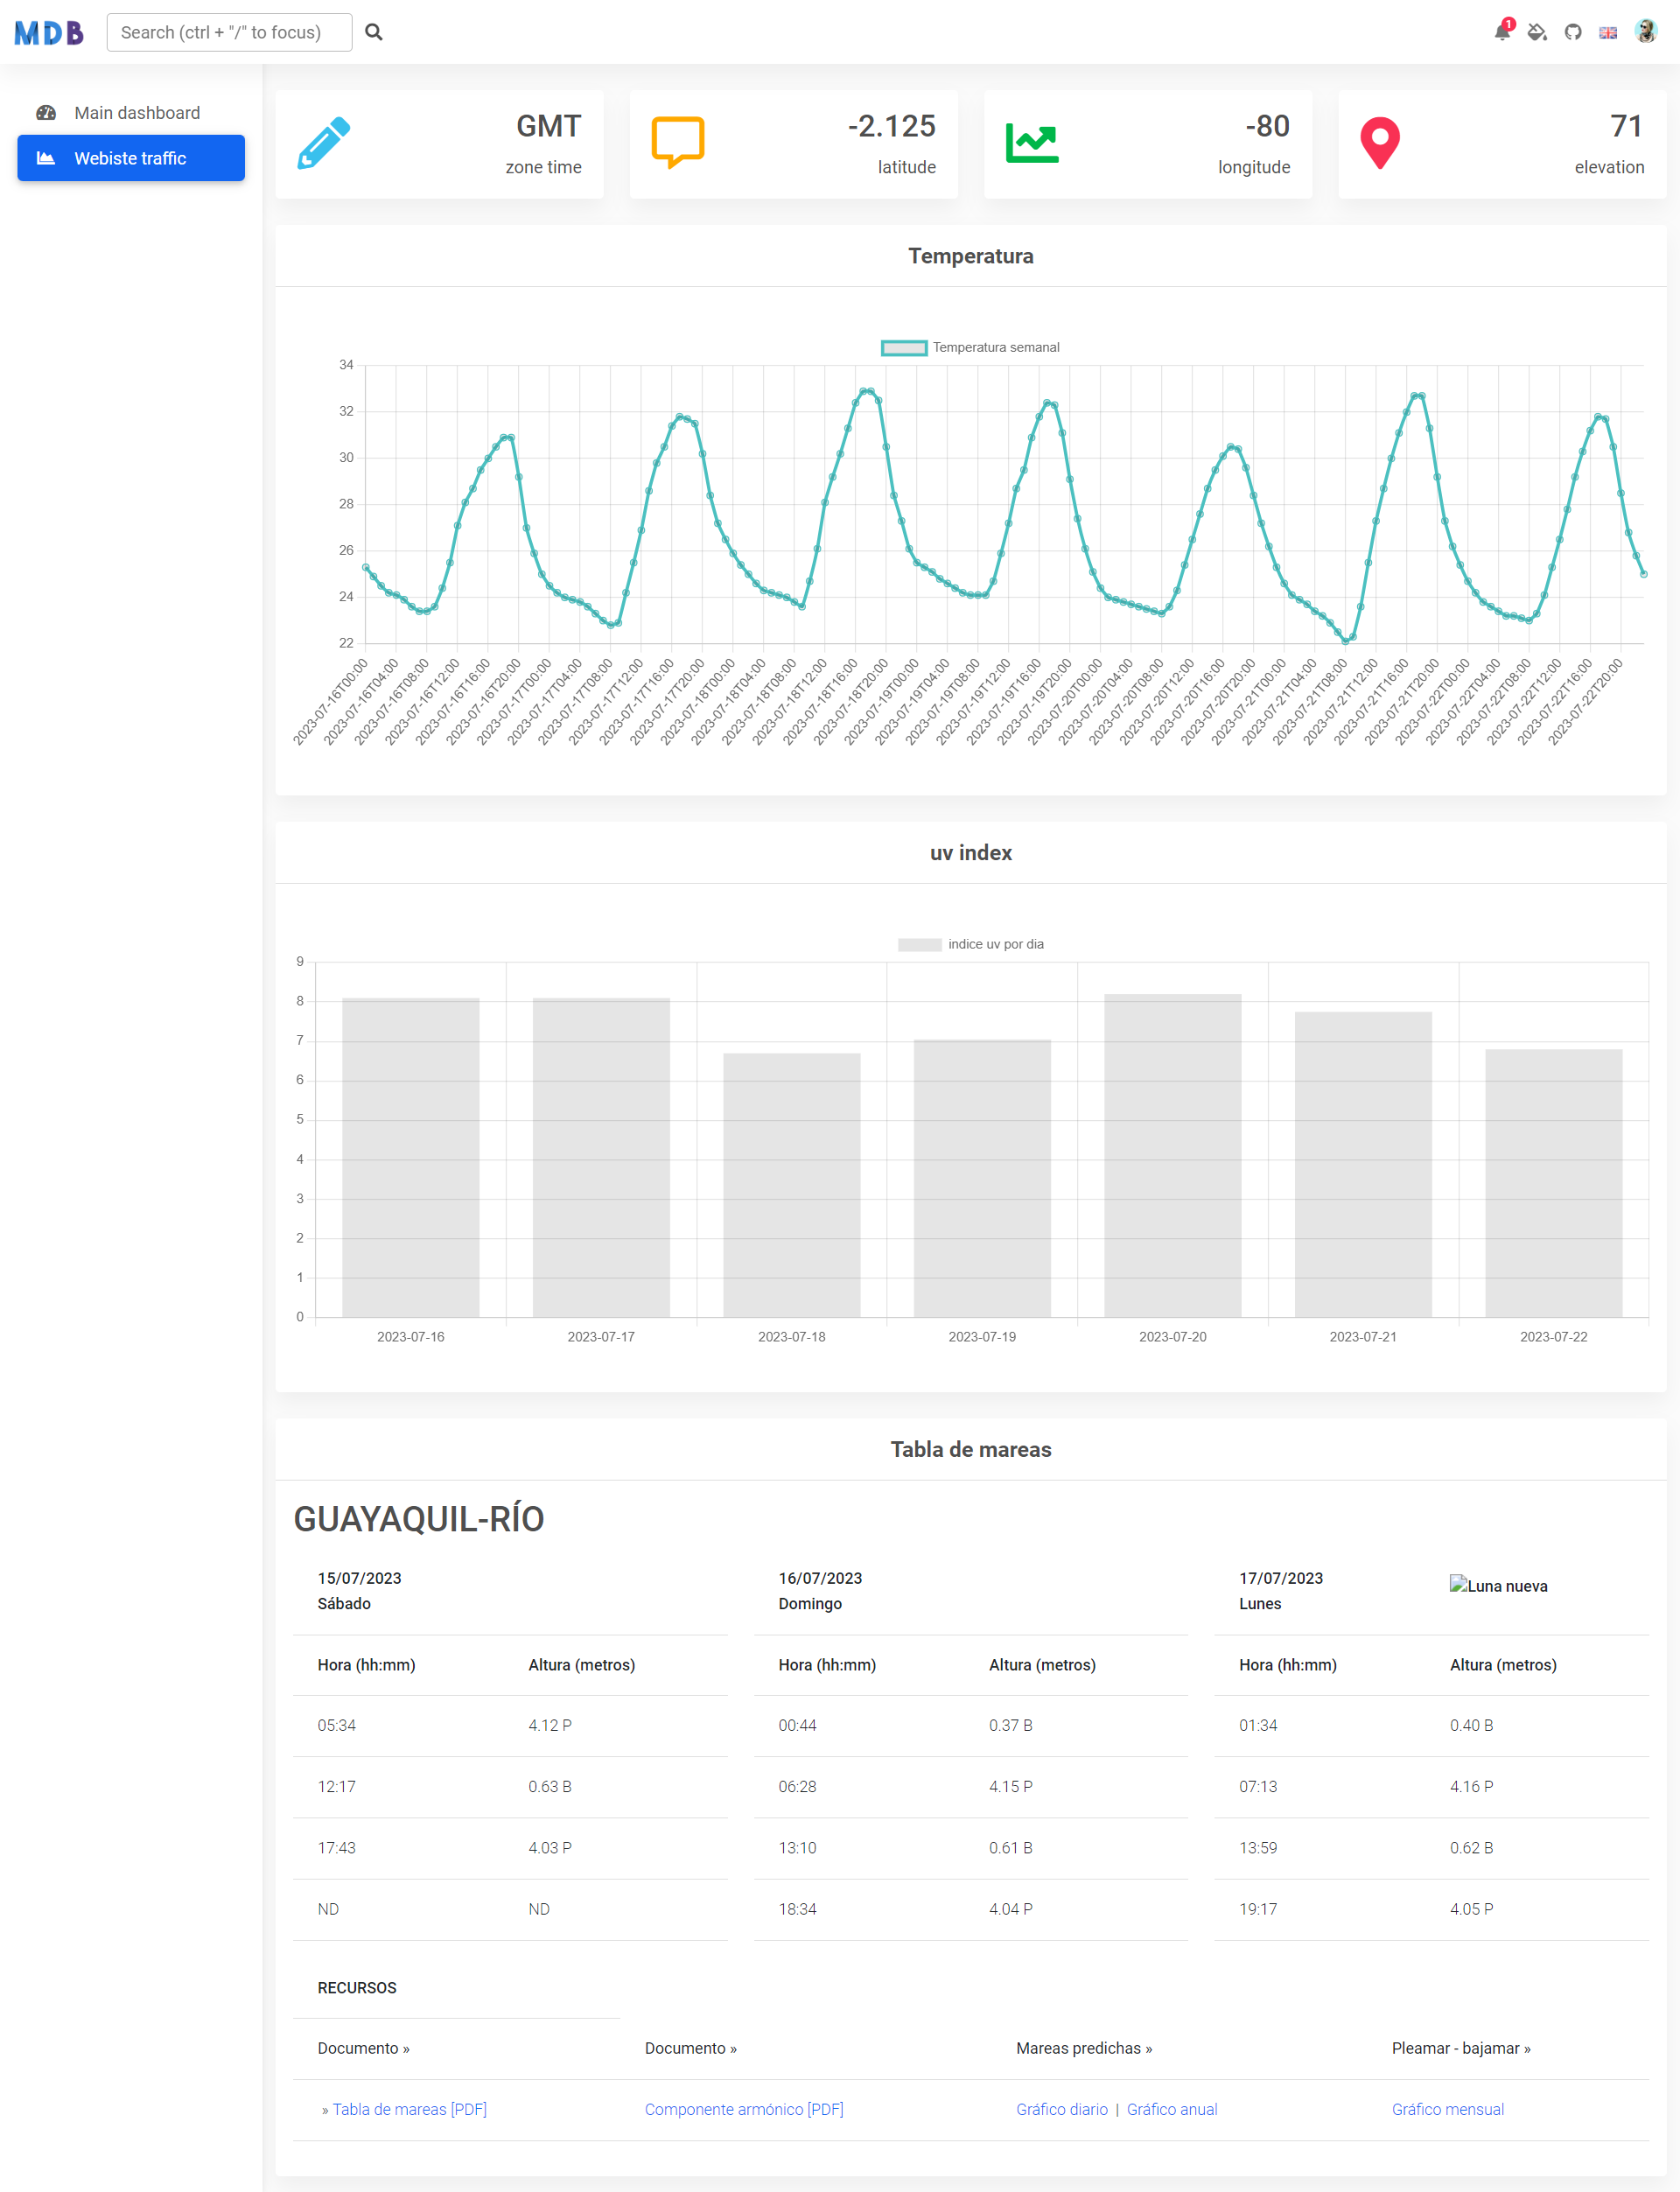 MDB
Search (ctrl + "/" to focus)
1
Main dashboard
Webiste traffic
GMT
zone time
-2.125
latitude
-80
longitude
71
elevation
Temperatura
Temperatura semanal
34
32
30
28
26
24
22
2023-07-16T00:00
2023-07-16T04:00
2023-07-16T08:00
2023-07-16T12:00
2023-07-16T16:00
2023-07-16T20:00
2023-07-17T00:00
2023-07-17T04:00
2023-07-17T08:00
2023-07-17T12:00
2023-07-17T16:00
2023-07-17T20:00
2023-07-18T00:00
2023-07-18T04:00
2023-07-18T08:00
2023-07-18T12:00
2023-07-18T16:00
2023-07-18T20:00
2023-07-19T00:00
2023-07-19T04:00
2023-07-19T08:00
2023-07-19T12:00
2023-07-19T16:00
2023-07-19T20:00
2023-07-20T00:00
2023-07-20T04:00
2023-07-20T08:00
2023-07-20T12:00
2023-07-20T16:00
2023-07-20T20:00
2023-07-21T00:00
2023-07-21T04:00
2023-07-21T08:00
2023-07-21T12:00
2023-07-21T16:00
2023-07-21T20:00
2023-07-22T00:00
2023-07-22T04:00
2023-07-22T08:00
2023-07-22T12:00
2023-07-22T16:00
2023-07-22T20:00
uv index
indice uv por dia
9
8
7
6
5
4
3
2
1
0
2023-07-16
2023-07-17
2023-07-18
2023-07-19
2023-07-20
2023-07-21
2023-07-22
Tabla de mareas
GUAYAQUIL-RÍO
15/07/2023
Sábado
Hora (hh:mm) Altura (metros)
05:34 4.12 P
12:17 0.63 B
17:43 4.03 P
ND ND
16/07/2023
Domingo
Hora (hh:mm) Altura (metros)
00:44 0.37 B
06:28 4.15 P
13:10 0.61 B
18:34 4.04 P
17/07/2023
Lunes
Luna nueva
Hora (hh:mm) Altura (metros)
01:34 0.40 B
07:13 4.16 P
13:59 0.62 B
19:17 4.05 P
RECURSOS
Documento » Documento » Mareas predichas » Pleamar - bajamar »
» Tabla de mareas [PDF] Componente armónico [PDF] Gráfico diario | Gráfico anual Gráfico mensual